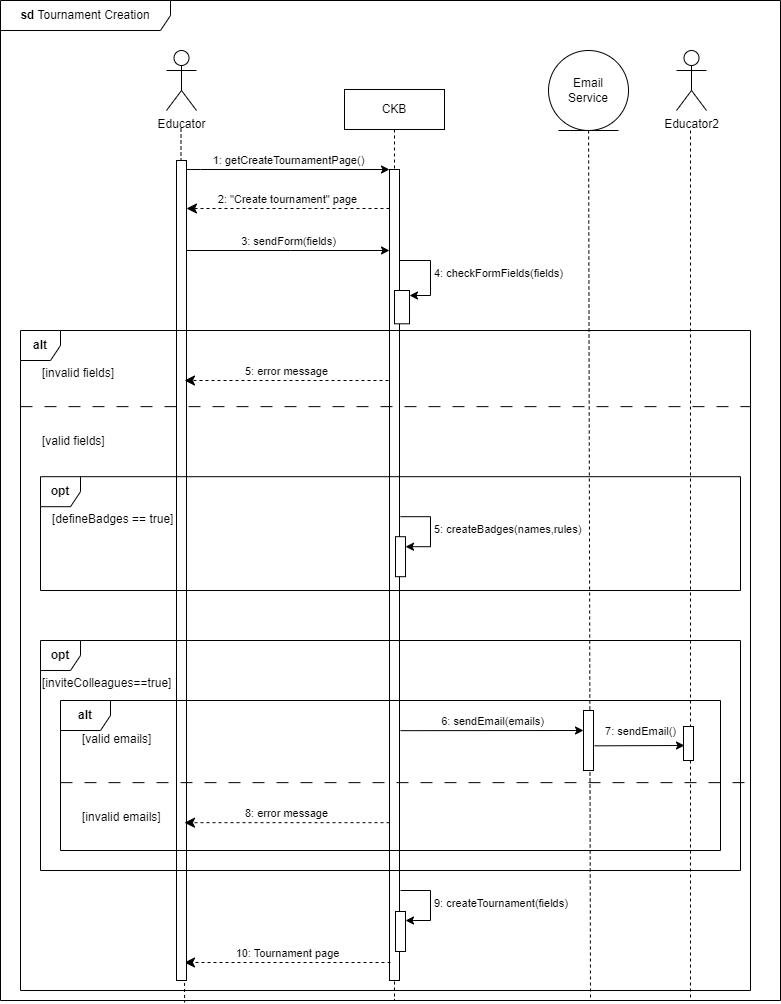 sd Tournament Creation
Email
Service
Educator
CKB
Educator2
1: getCreateTournamentPage()
2: "Create tournament" page
3: sendForm(fields)
4: checkFormFields(fields)
alt
[invalid fields]
5: error message
[valid fields]
opt
[defineBadges == true]
5: createBadges(names,rules)
opt
[inviteColleagues==true]
alt
[valid emails]
6: sendEmail(emails)
7: sendEmail()
[invalid emails]
8: error message
9: createTournament(fields)
10: Tournament page